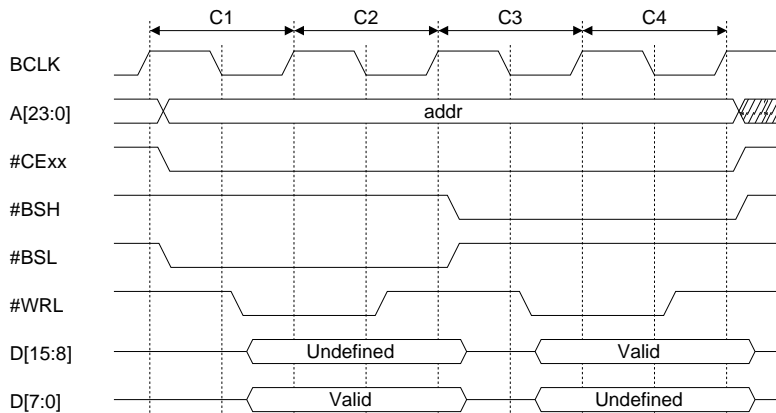 C1 C2 C3 C4
BCLK
A[23:0] addr
#CExx
#BSH
#BSL
#WRL
D[15:8] Undefined Valid
D[7:0] Valid Undefined